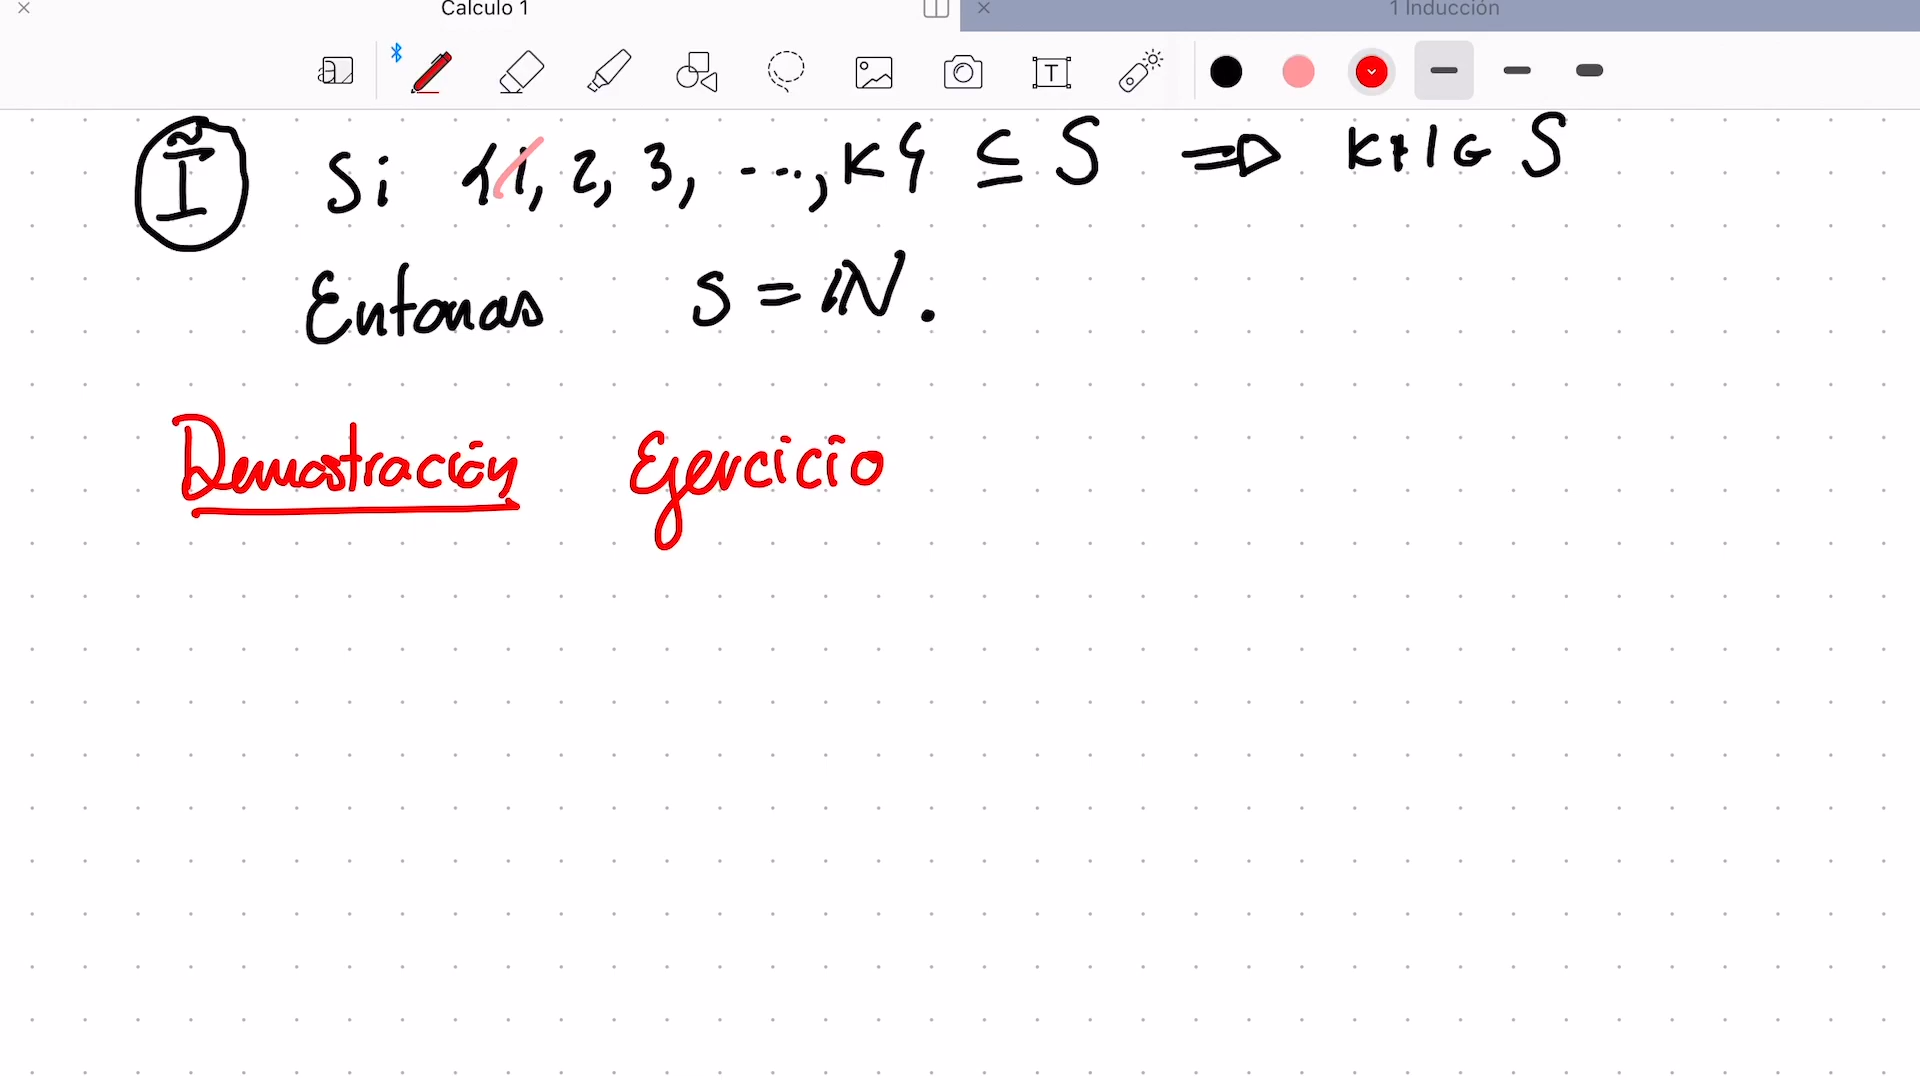 Calculo 1
1 Inducción
Ĩ Si {1, 2, 3, ..., K} ⊆ S ⇒ K+1 ∈ S
Entonces S = ℕ.
Demostración Ejercicio